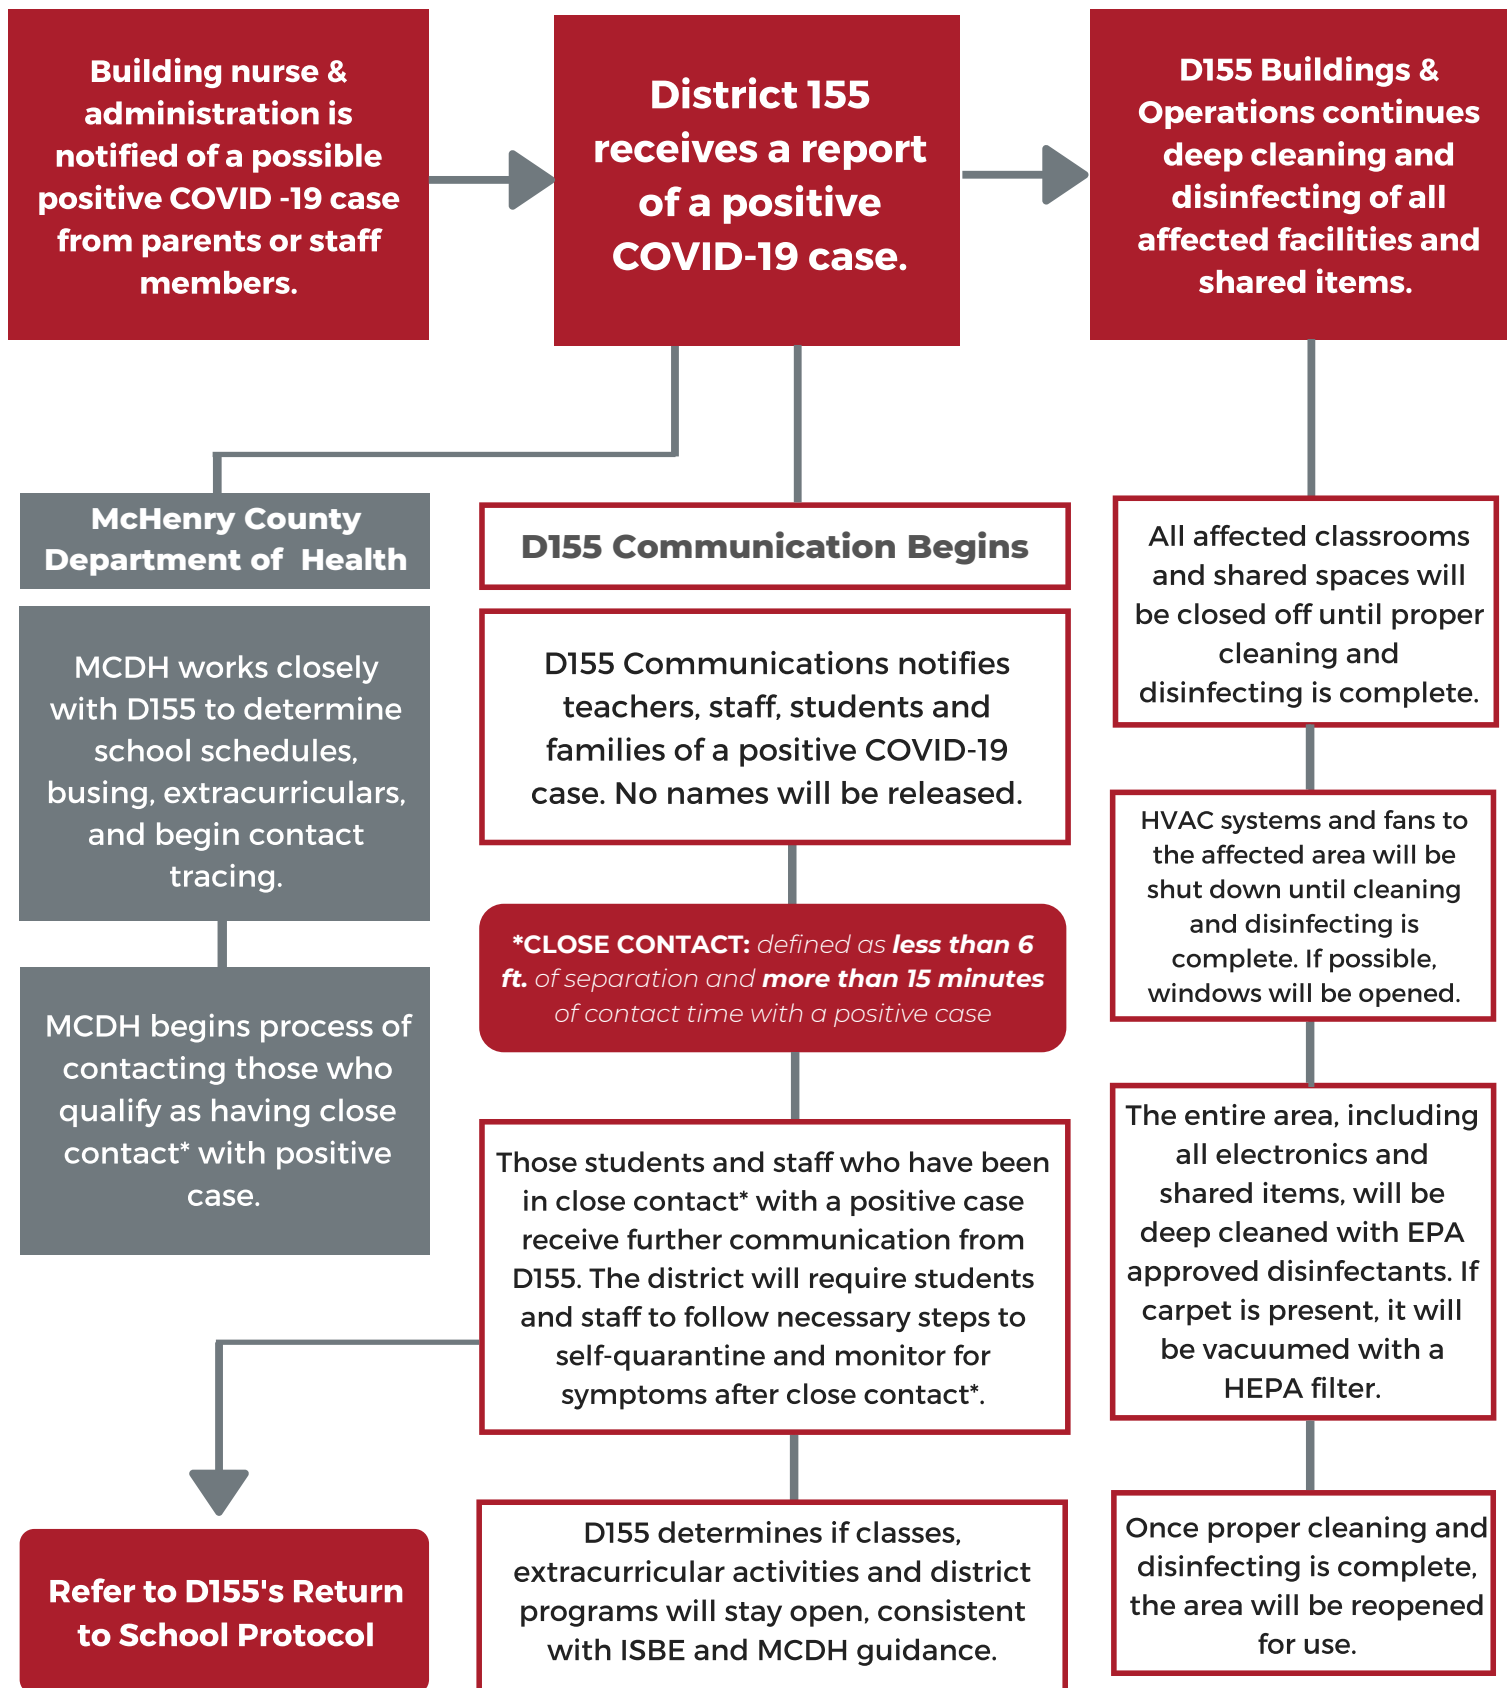 Building nurse &
administration is
notified of a possible
positive COVID -19 case
from parents or staff
members.
District 155
receives a report
of a positive
COVID-19 case.
D155 Buildings &
Operations continues
deep cleaning and
disinfecting of all
affected facilities and
shared items.
McHenry County
Department of Health
MCDH works closely
with D155 to determine
school schedules,
busing, extracurriculars,
and begin contact
tracing.
MCDH begins process of
contacting those who
qualify as having close
contact* with positive
case.
D155 Communication Begins
D155 Communications notifies
teachers, staff, students and
families of a positive COVID-19
case. No names will be released.
*CLOSE CONTACT: defined as less than 6
ft. of separation and more than 15 minutes
of contact time with a positive case
Those students and staff who have been
in close contact* with a positive case
receive further communication from
D155. The district will require students
and staff to follow necessary steps to
self-quarantine and monitor for
symptoms after close contact*.
Refer to D155's Return
to School Protocol
D155 determines if classes,
extracurricular activities and district
programs will stay open, consistent
with ISBE and MCDH guidance.
All affected classrooms
and shared spaces will
be closed off until proper
cleaning and
disinfecting is complete.
HVAC systems and fans to
the affected area will be
shut down until cleaning
and disinfecting is
complete. If possible,
windows will be opened.
The entire area, including
all electronics and
shared items, will be
deep cleaned with EPA
approved disinfectants. If
carpet is present, it will
be vacuumed with a
HEPA filter.
Once proper cleaning and
disinfecting is complete,
the area will be reopened
for use.